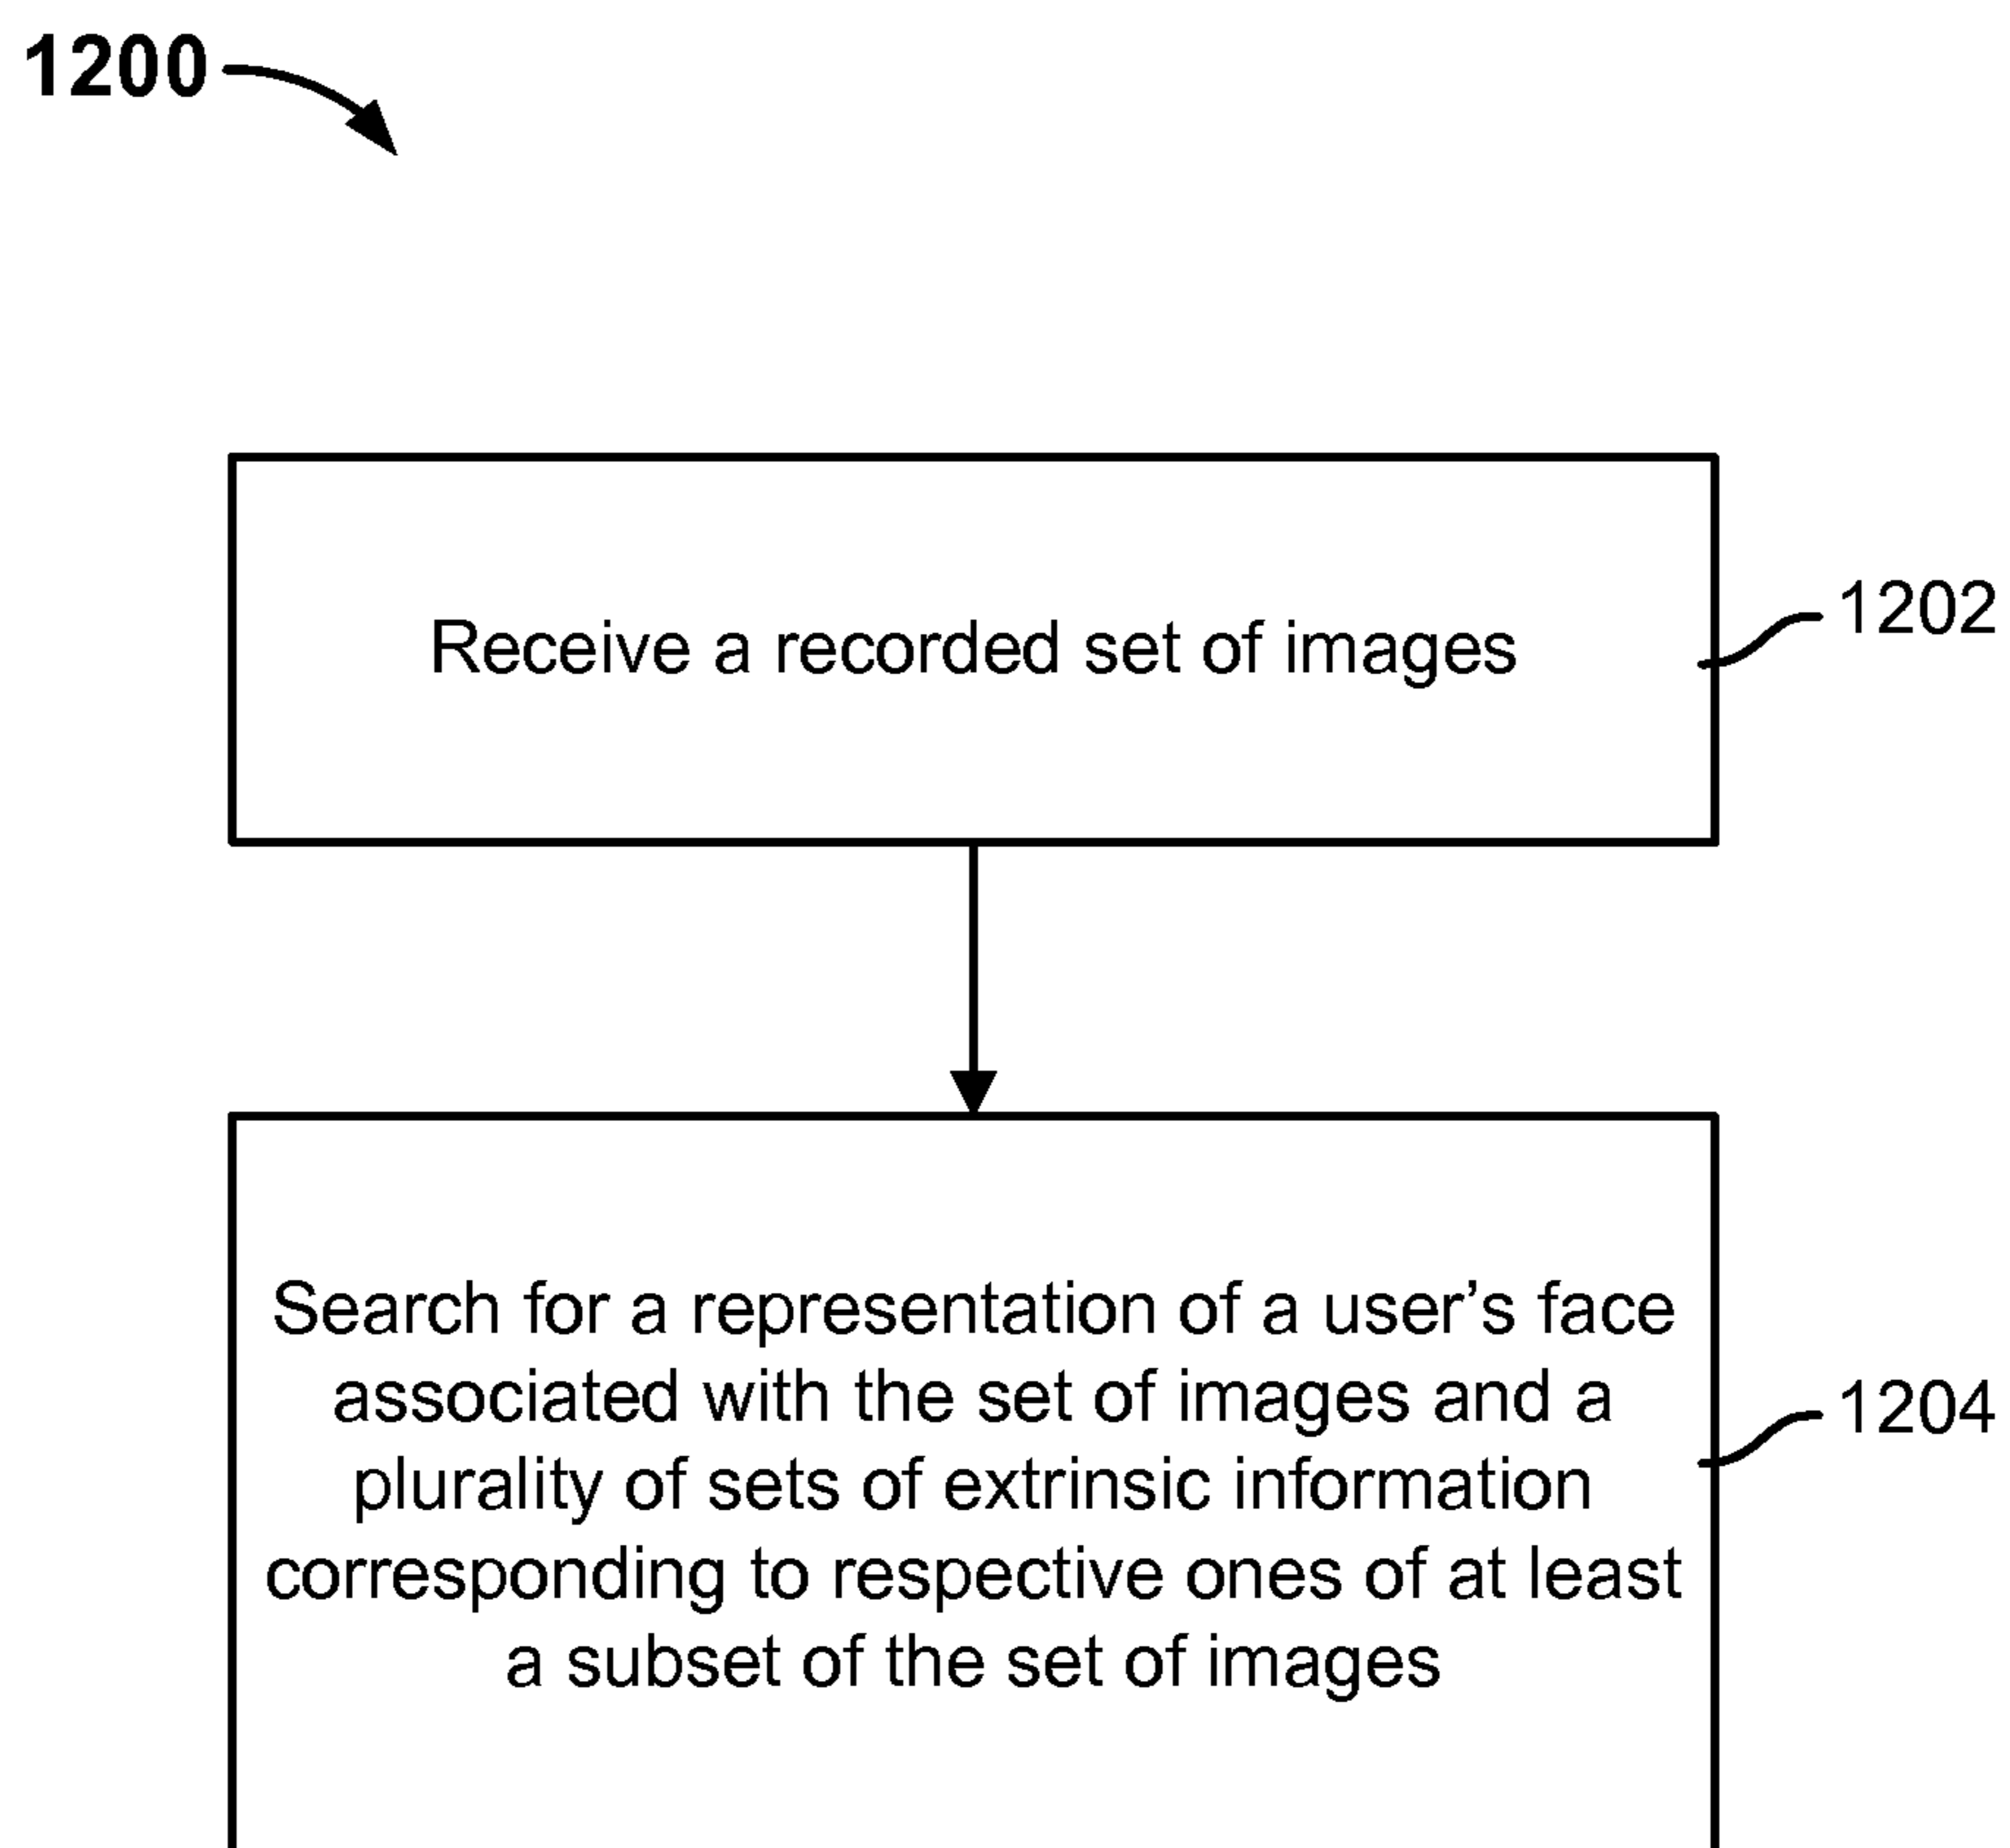 1200
Receive a recorded set of images
1202
Search for a representation of a user’s face
associated with the set of images and a
plurality of sets of extrinsic information
corresponding to respective ones of at least
a subset of the set of images
1204